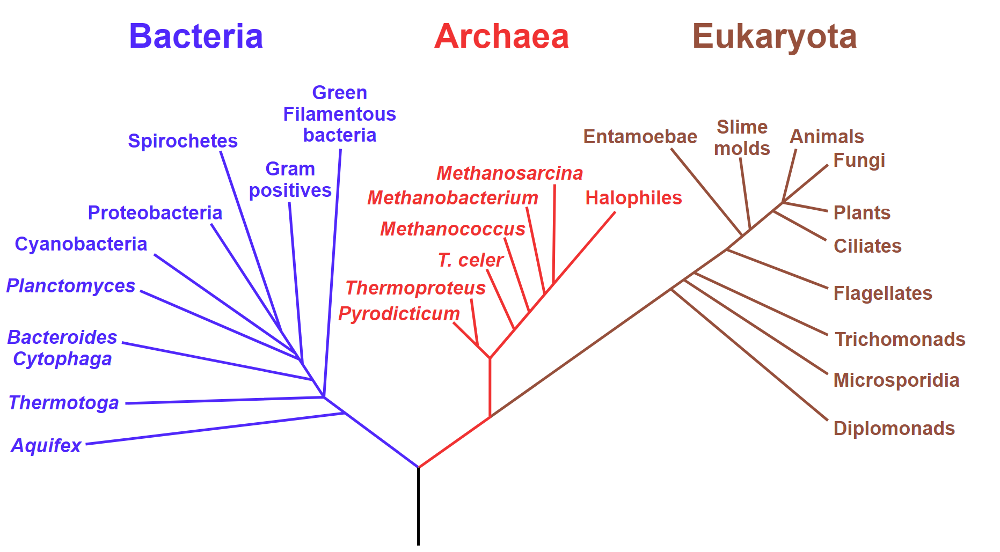 Bacteria
Archaea
Eukaryota
Green
Filamentous
bacteria
Spirochetes
Gram
positives
Proteobacteria
Cyanobacteria
Planctomyces
Bacteroides
Cytophaga
Thermotoga
Aquifex
Methanosarcina
Methanobacterium
Halophiles
Methanococcus
T. celer
Thermoproteus
Pyrodicticum
Entamoebae
Slime
molds
Animals
Fungi
Plants
Ciliates
Flagellates
Trichomonads
Microsporidia
Diplomonads